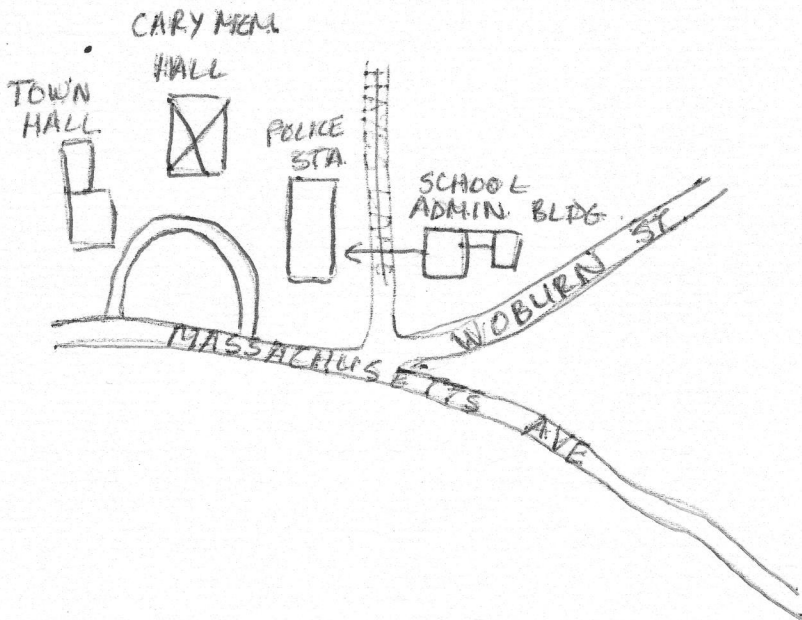 CARY MEM.
HALL
TOWN
HALL
POLICE
STA.
SCHOOL
ADMIN. BLDG.
WOBURN ST.
MASSACHUSETTS AVE